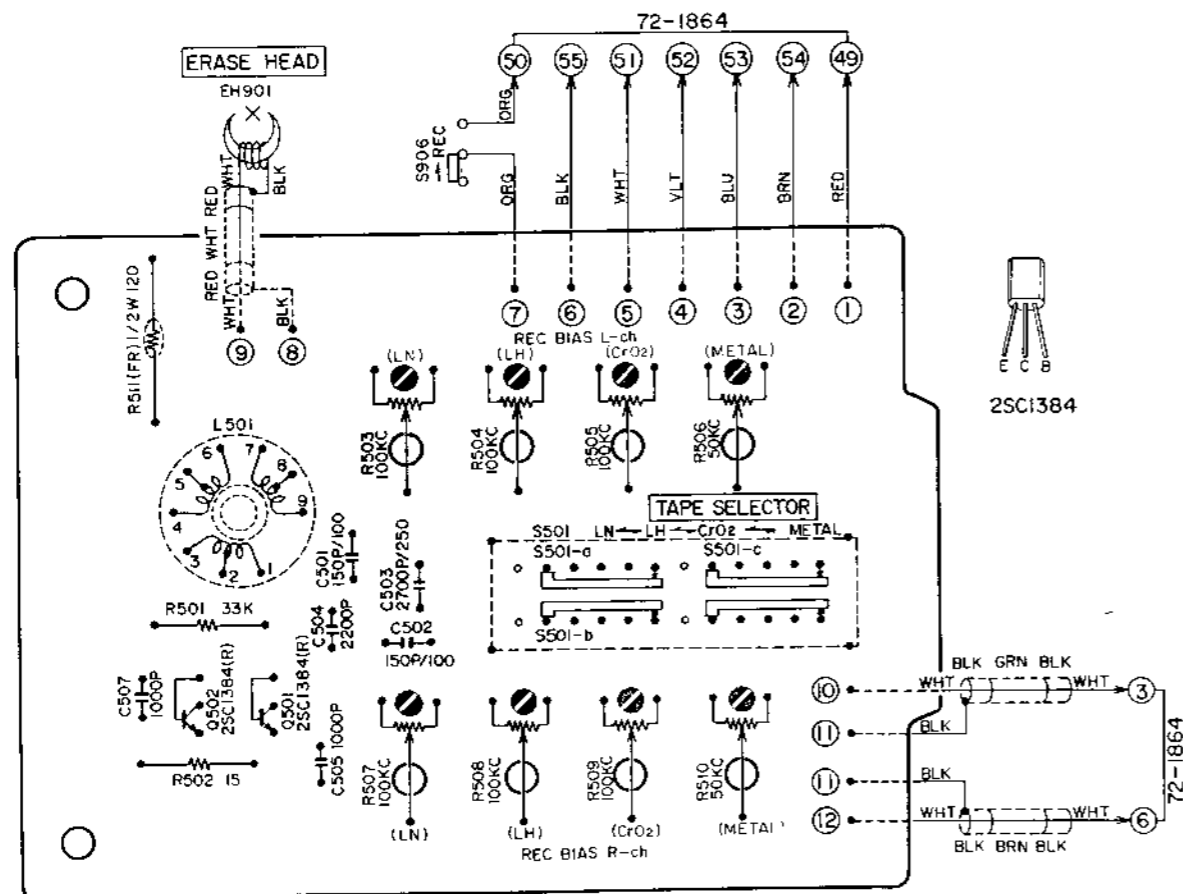 72-1864
50 55 51 52 53 54 49
ERASE HEAD
EH901
ORG
S906
←REC
ORG BLK WHT VLT BLU BRN RED
WHT
BLK
RED WHT RED
WHT
BLK
9 8
7 6 5 4 3 2 1
R511(FR)1/2W 120
REC BIAS L-ch
(LN) (LH) (CrO2) (METAL)
R503
100KC
R504
100KC
R505
100KC
R506
50KC
E C B
2SC1384
L501
1 2 3 4 5 6 7 8 9
TAPE SELECTOR
S501 LN ← LH ← CrO2 ← METAL
S501-a S501-c
S501-b
C501
150P/100
C503
2700P/250
C504
2200P
C502
150P/100
R501 33K
C507
1000P
Q502
2SC1384(R)
Q501
2SC1384(R)
R502 15
C505 1000P
R507
100KC
R508
100KC
R509
100KC
R510
50KC
(LN) (LH) (CrO2) (METAL)
REC BIAS R-ch
BLK GRN BLK
10 WHT WHT 3
11 BLK
11 BLK
12 WHT WHT 6
BLK BRN BLK
72-1864